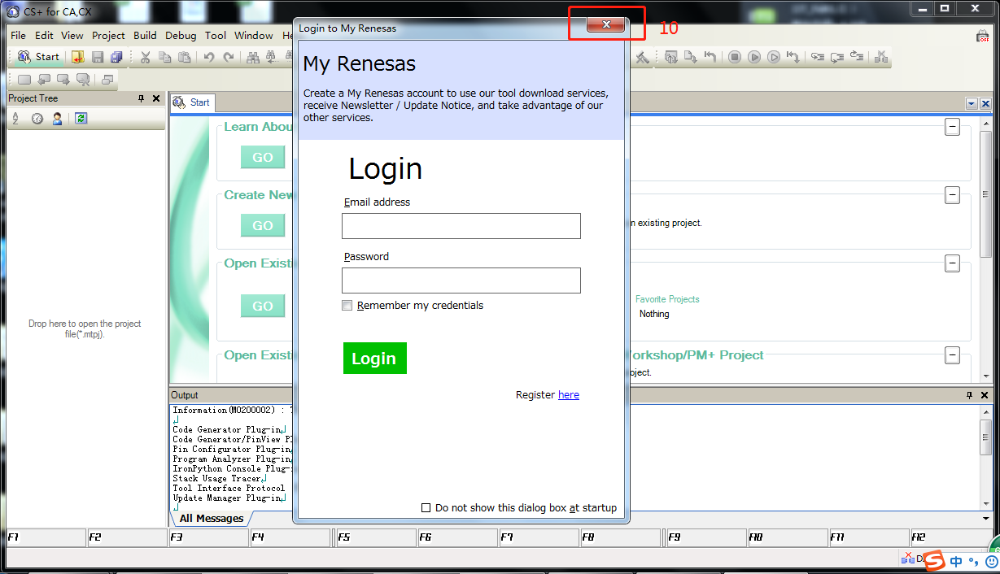 CS+ for CA,CX
File Edit View Project Build Debug Tool Window
Start
Project Tree
Drop here to open the project
file(*.mtpj).
Start
Learn Abou
GO
Create New
GO
n existing project.
Open Existi
GO
Favorite Projects
Nothing
Open Existi
orkshop/PM+ Project
oject.
Login to My Renesas
10
My Renesas
Create a My Renesas account to use our tool download services,
receive Newsletter / Update Notice, and take advantage of our
other services.
Login
Email address
Password
Remember my credentials
Login
Register here
Do not show this dialog box at startup
Output
Information(M0200002) :
Code Generator Plug-in
Code Generator/PinView Pl
Pin Configurator Plug-in
Program Analyzer Plug-in
IronPython Console Plug-
Stack Usage Tracer
Tool Interface Protocol
Update Manager Plug-in
All Messages
F1 F2 F3 F4 F5 F6 F7 F8 F9 F10 F11 F12
中